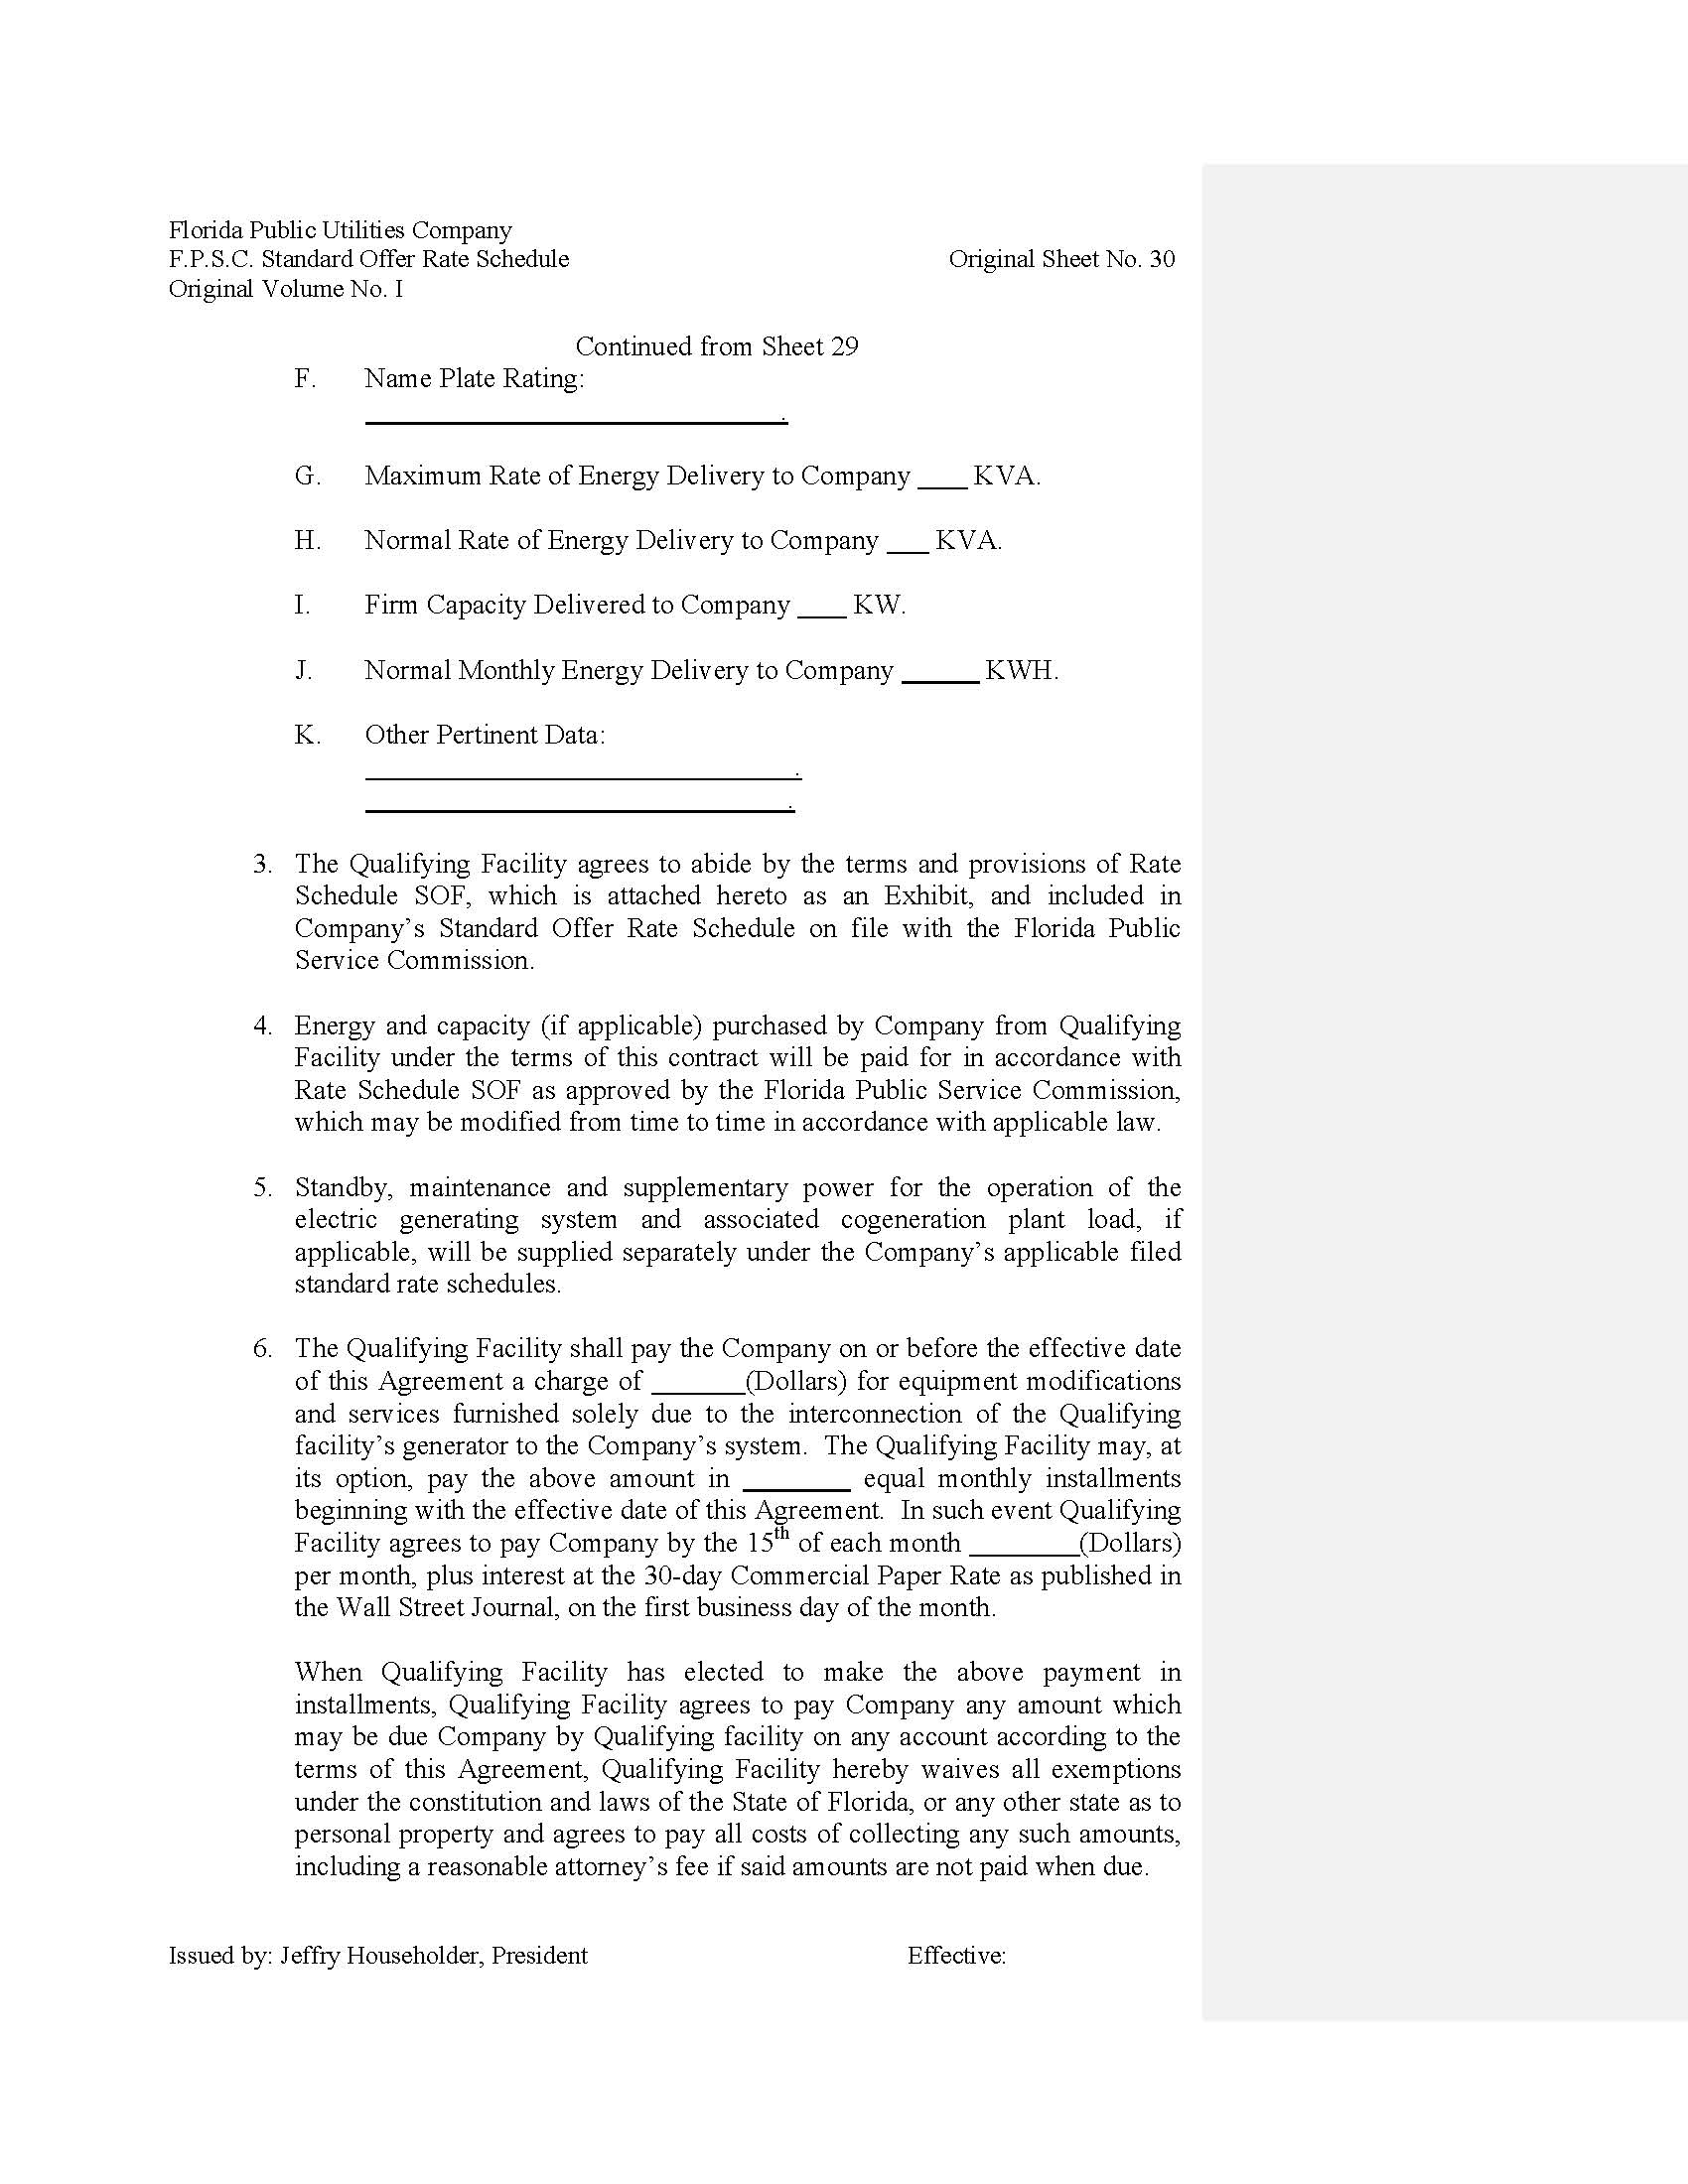 Florida Public Utilities Company
F.P.S.C. Standard Offer Rate Schedule Original Sheet No. 30
Original Volume No. I
Continued from Sheet 29
F. Name Plate Rating:
______________________________.
G. Maximum Rate of Energy Delivery to Company ____ KVA.
H. Normal Rate of Energy Delivery to Company ___ KVA.
I. Firm Capacity Delivered to Company ____ KW.
J. Normal Monthly Energy Delivery to Company ______ KWH.
K. Other Pertinent Data:
_______________________________.
______________________________.
3. The Qualifying Facility agrees to abide by the terms and provisions of Rate
Schedule SOF, which is attached hereto as an Exhibit, and included in
Company's Standard Offer Rate Schedule on file with the Florida Public
Service Commission.
4. Energy and capacity (if applicable) purchased by Company from Qualifying
Facility under the terms of this contract will be paid for in accordance with
Rate Schedule SOF as approved by the Florida Public Service Commission,
which may be modified from time to time in accordance with applicable law.
5. Standby, maintenance and supplementary power for the operation of the
electric generating system and associated cogeneration plant load, if
applicable, will be supplied separately under the Company's applicable filed
standard rate schedules.
6. The Qualifying Facility shall pay the Company on or before the effective date
of this Agreement a charge of _______(Dollars) for equipment modifications
and services furnished solely due to the interconnection of the Qualifying
facility's generator to the Company's system. The Qualifying Facility may, at
its option, pay the above amount in ________ equal monthly installments
beginning with the effective date of this Agreement. In such event Qualifying
Facility agrees to pay Company by the 15th of each month ________(Dollars)
per month, plus interest at the 30-day Commercial Paper Rate as published in
the Wall Street Journal, on the first business day of the month.
When Qualifying Facility has elected to make the above payment in
installments, Qualifying Facility agrees to pay Company any amount which
may be due Company by Qualifying facility on any account according to the
terms of this Agreement, Qualifying Facility hereby waives all exemptions
under the constitution and laws of the State of Florida, or any other state as to
personal property and agrees to pay all costs of collecting any such amounts,
including a reasonable attorney's fee if said amounts are not paid when due.
Issued by: Jeffry Householder, President Effective: